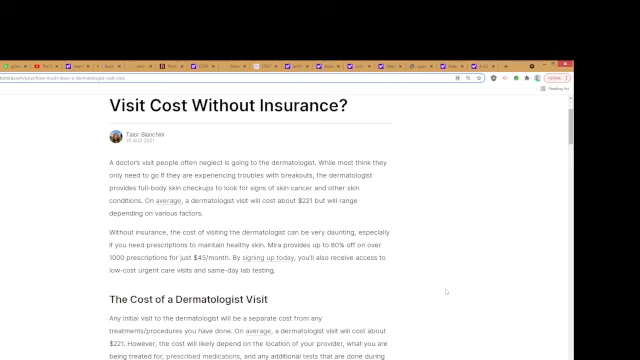 Update
Reading list
Visit Cost Without Insurance?
Talor Bianchini
A doctor's visit people often neglect is going to the dermatologist. While most think they
only need to go if they are experiencing troubles with breakouts, the dermatologist
provides full-body skin checkups to look for signs of skin cancer and other skin
conditions. On average, a dermatologist visit will cost about $221 but will range
depending on various factors.
Without insurance, the cost of visiting the dermatologist can be very daunting, especially
if you need prescriptions to maintain healthy skin. Mira provides up to 80% off on over
1000 prescriptions for just $45/month. By signing up today, you'll also receive access to
low-cost urgent care visits and same-day lab testing.
The Cost of a Dermatologist Visit
Any initial visit to the dermatologist will be a separate cost from any
treatments/procedures you have done. On average, a dermatologist visit will cost about
$221. However, the cost will likely depend on the location of your provider, what you are
being treated for, prescribed medications, and any additional tests that are done during